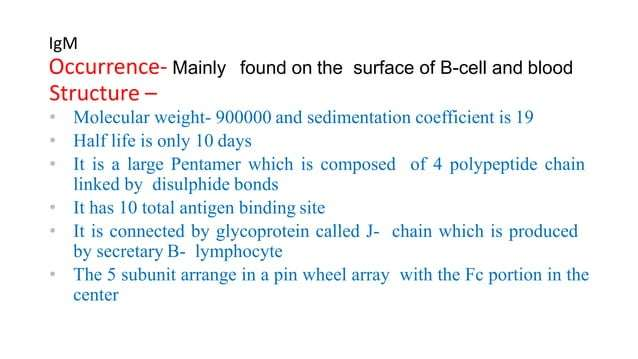 IgM
Occurrence- Mainly found on the surface of B-cell and blood
Structure –
• Molecular weight- 900000 and sedimentation coefficient is 19
• Half life is only 10 days
• It is a large Pentamer which is composed of 4 polypeptide chain
linked by disulphide bonds
• It has 10 total antigen binding site
• It is connected by glycoprotein called J- chain which is produced
by secretary B- lymphocyte
• The 5 subunit arrange in a pin wheel array with the Fc portion in the
center